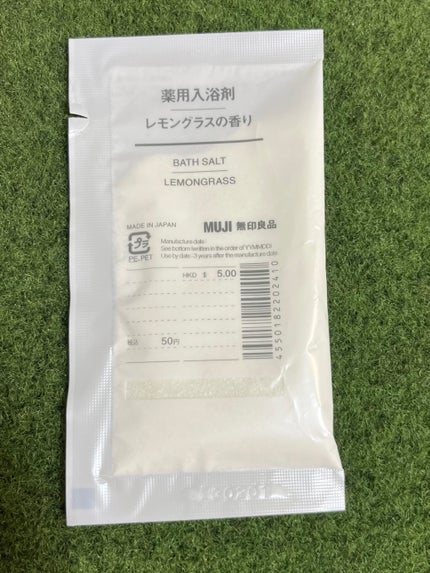 薬用入浴剤
レモングラスの香り
BATH SALT
LEMONGRASS
MADE IN JAPAN
MUJI 無印良品
プラ
PE.PET
Manufacture date:
See bottom (written in the order of YYMMDD)
Use by date : 3 years after the manufacture date
HKD $ 5.00
税込 50円
4550182202410